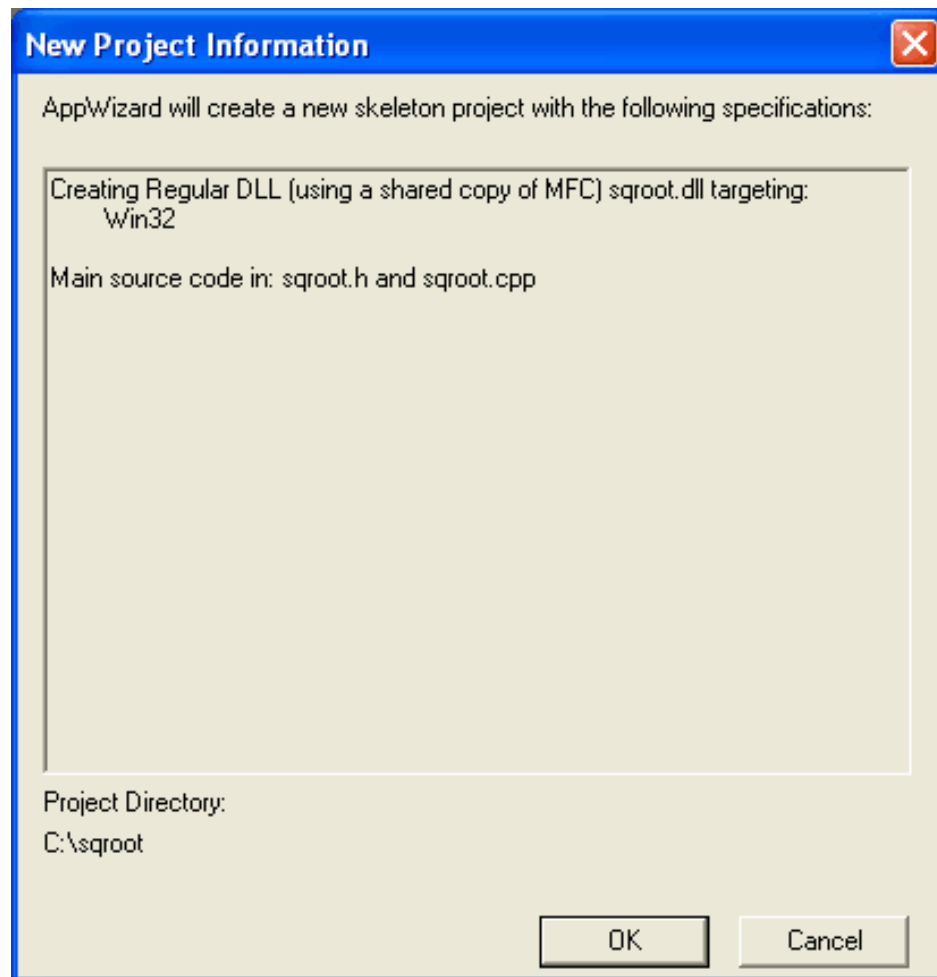 New Project Information
AppWizard will create a new skeleton project with the following specifications:
Creating Regular DLL (using a shared copy of MFC) sqroot.dll targeting:
Win32
Main source code in: sqroot.h and sqroot.cpp
Project Directory:
C:\sqroot
OK Cancel